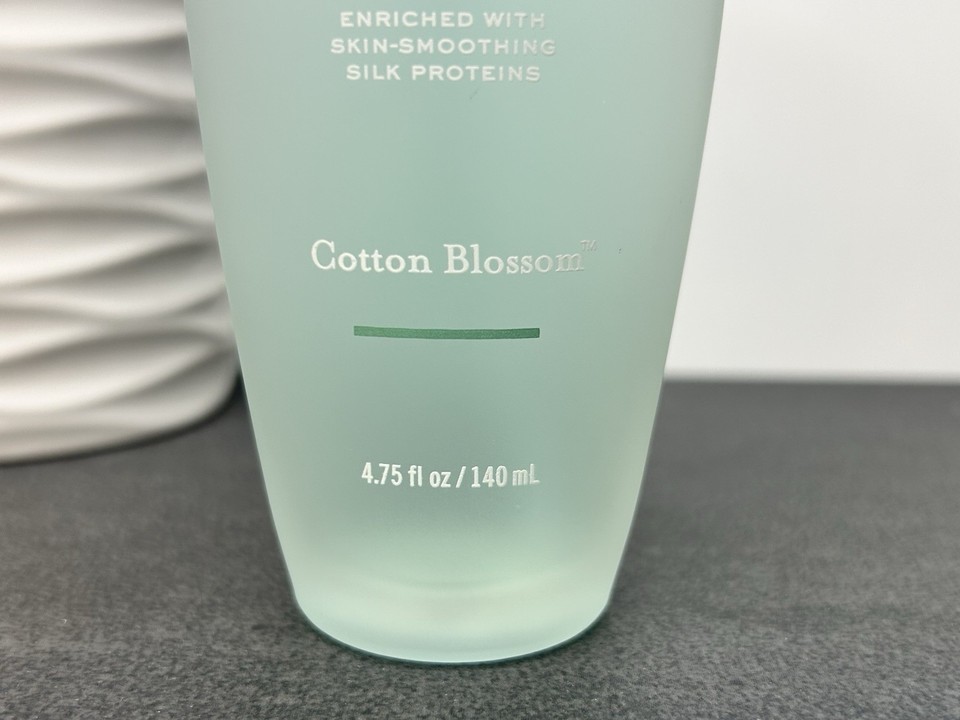 ENRICHED WITH
SKIN-SMOOTHING
SILK PROTEINS
Cotton Blossom™
4.75 fl oz / 140 mL